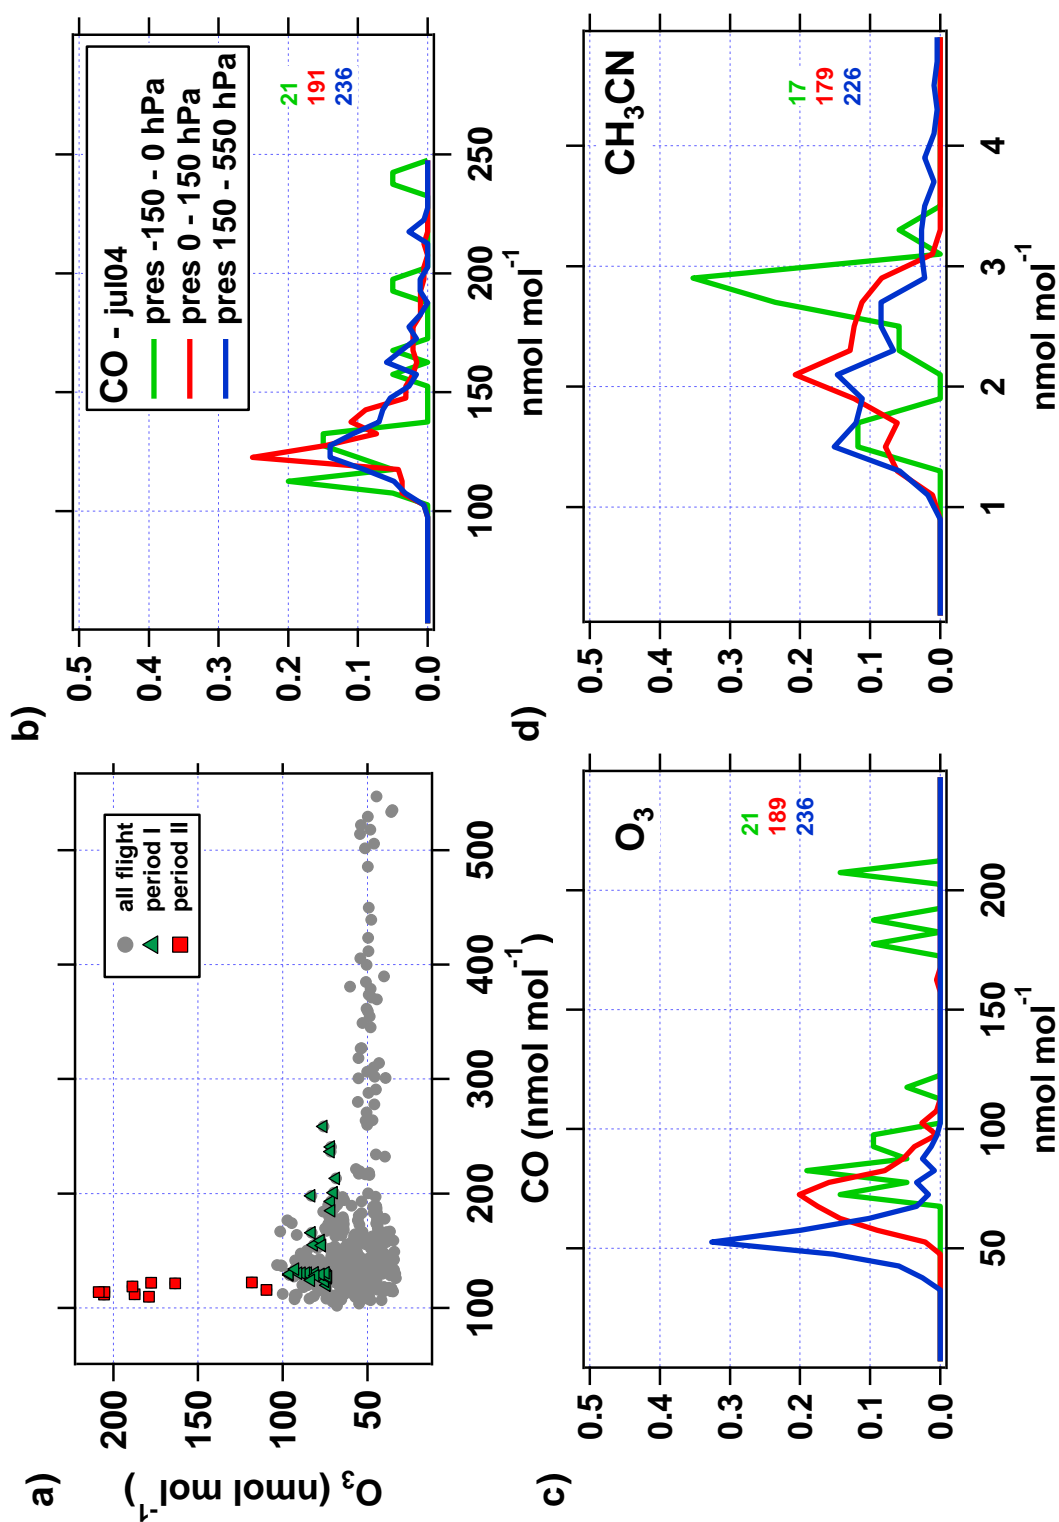 a)
O3 (nmol mol-1)
200
150
100
50
all flight
period I
period II
100
200
300
400
500
CO (nmol mol-1)
b)
0.5
0.4
0.3
0.2
0.1
0.0
CO - jul04
pres -150 - 0 hPa
pres 0 - 150 hPa
pres 150 - 550 hPa
21
191
236
100
150
200
250
nmol mol-1
c)
0.5
0.4
0.3
0.2
0.1
0.0
O3
21
189
236
50
100
150
200
nmol mol-1
d)
0.5
0.4
0.3
0.2
0.1
0.0
CH3CN
17
179
226
1
2
3
4
nmol mol-1